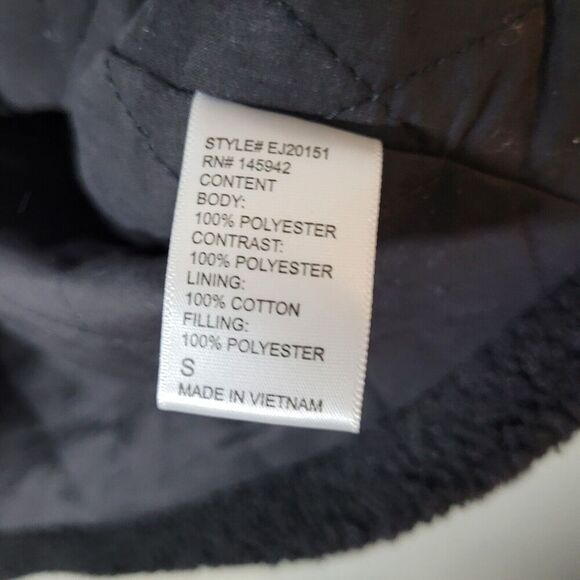 STYLE# EJ20151
RN# 145942
CONTENT
BODY:
100% POLYESTER
CONTRAST:
100% POLYESTER
LINING:
100% COTTON
FILLING:
100% POLYESTER
S
MADE IN VIETNAM